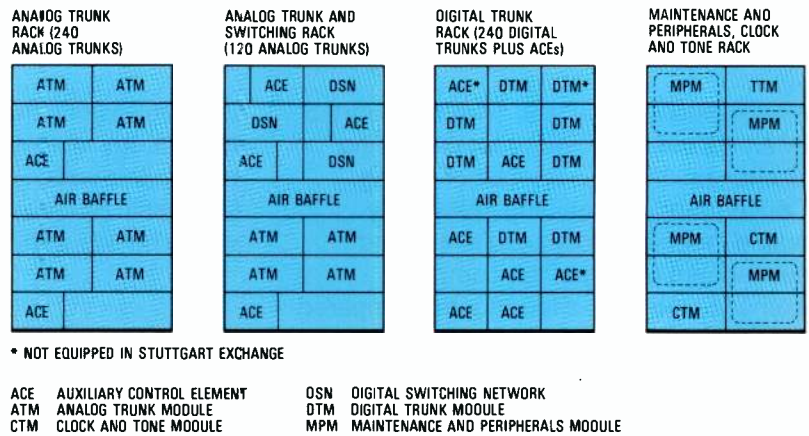 ANALOG TRUNK
RACK (240
ANALOG TRUNKS)
ATM ATM
ATM ATM
ACE
AIR BAFFLE
ATM ATM
ATM ATM
ACE
ANALOG TRUNK AND
SWITCHING RACK
(120 ANALOG TRUNKS)
ACE DSN
DSN ACE
ACE DSN
AIR BAFFLE
ATM ATM
ATM ATM
ACE
DIGITAL TRUNK
RACK (240 DIGITAL
TRUNKS PLUS ACEs)
ACE* DTM DTM*
DTM DTM
DTM ACE DTM
AIR BAFFLE
ACE DTM DTM
ACE ACE*
ACE ACE
MAINTENANCE AND
PERIPHERALS, CLOCK
AND TONE RACK
MPM TTM
MPM
AIR BAFFLE
MPM CTM
MPM
CTM
* NOT EQUIPPED IN STUTTGART EXCHANGE
ACE AUXILIARY CONTROL ELEMENT
ATM ANALOG TRUNK MODULE
CTM CLOCK AND TONE MODULE
DSN DIGITAL SWITCHING NETWORK
DTM DIGITAL TRUNK MODULE
MPM MAINTENANCE AND PERIPHERALS MODULE